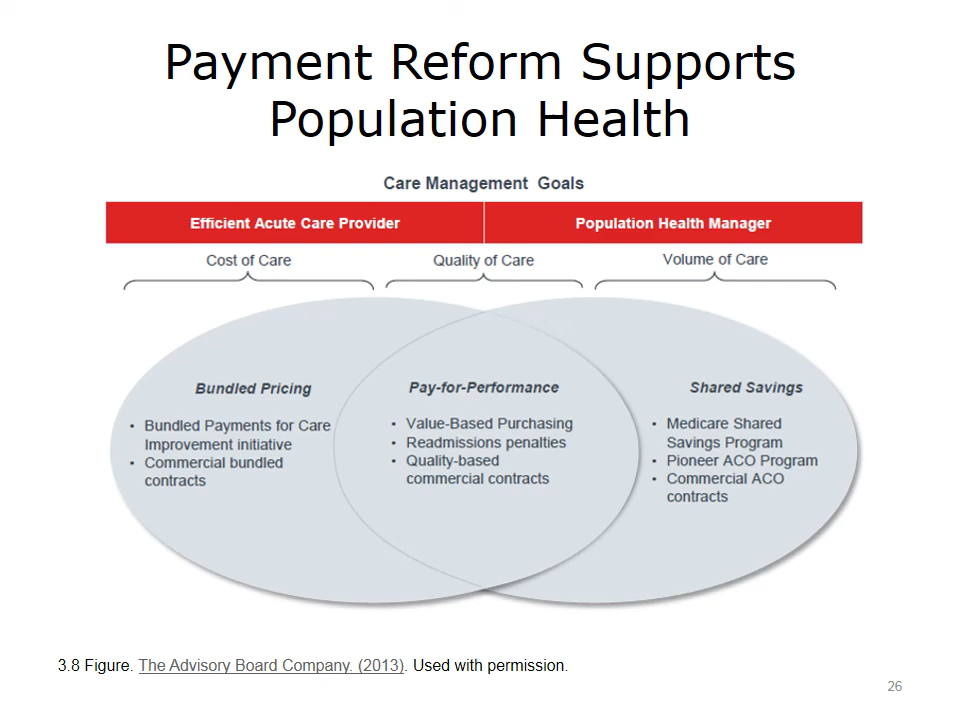 Payment Reform Supports
Population Health
Care Management Goals
Efficient Acute Care Provider
Population Health Manager
Cost of Care
Quality of Care
Volume of Care
Bundled Pricing
• Bundled Payments for Care
Improvement initiative
• Commercial bundled
contracts
Pay-for-Performance
• Value-Based Purchasing
• Readmissions penalties
• Quality-based
commercial contracts
Shared Savings
• Medicare Shared
Savings Program
• Pioneer ACO Program
• Commercial ACO
contracts
3.8 Figure. The Advisory Board Company. (2013). Used with permission.
26